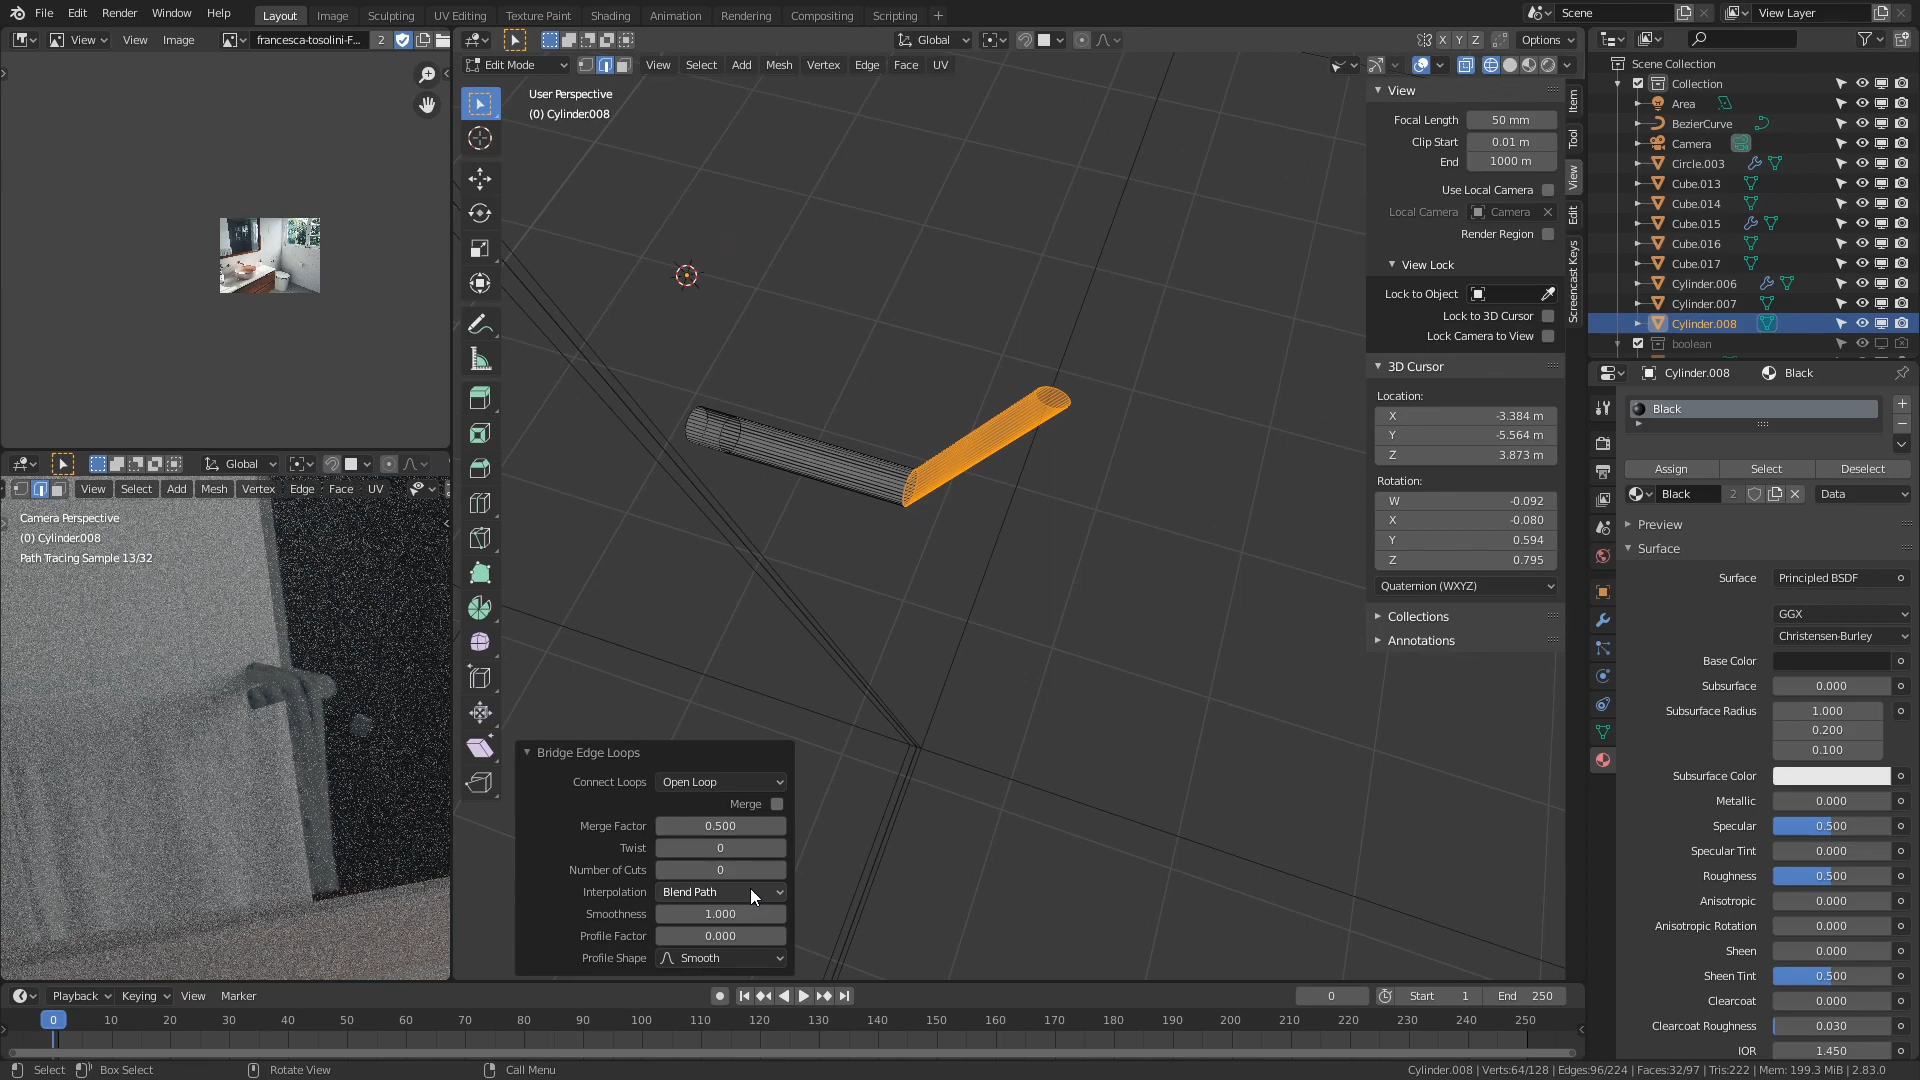 File Edit Render Window Help Layout Image Sculpting UV Editing Texture Paint Shading Animation Rendering Compositing Scripting + Scene View Layer
View View Image francesca-tosolini-F... 2 Global X Y Z Options
Edit Mode View Select Add Mesh Vertex Edge Face UV
User Perspective
(0) Cylinder.008
View
Focal Length 50 mm
Clip Start 0.01 m
End 1000 m
Use Local Camera
Local Camera Camera
Render Region
View Lock
Lock to Object
Lock to 3D Cursor
Lock Camera to View
3D Cursor
Location:
X -3.384 m
Y -5.564 m
Z 3.873 m
Rotation:
W -0.092
X -0.080
Y 0.594
Z 0.795
Quaternion (WXYZ)
Collections
Annotations
Item
Tool
View
Edit
Screencast Keys
Scene Collection
Collection
Area
BezierCurve
Camera
Circle.003
Cube.013
Cube.014
Cube.015
Cube.016
Cube.017
Cylinder.006
Cylinder.007
Cylinder.008
boolean
Cylinder.008 Black
Black
Assign Select Deselect
Black 2 Data
Preview
Surface
Surface Principled BSDF
GGX
Christensen-Burley
Base Color
Subsurface 0.000
Subsurface Radius 1.000
0.200
0.100
Subsurface Color
Metallic 0.000
Specular 0.500
Specular Tint 0.000
Roughness 0.500
Anisotropic 0.000
Anisotropic Rotation 0.000
Sheen 0.000
Sheen Tint 0.500
Clearcoat 0.000
Clearcoat Roughness 0.030
IOR 1.450
Global
View Select Add Mesh Vertex Edge Face UV
Camera Perspective
(0) Cylinder.008
Path Tracing Sample 13/32
Bridge Edge Loops
Connect Loops Open Loop
Merge
Merge Factor 0.500
Twist 0
Number of Cuts 0
Interpolation Blend Path
Smoothness 1.000
Profile Factor 0.000
Profile Shape Smooth
Playback Keying View Marker 0 Start 1 End 250
0 10 20 30 40 50 60 70 80 90 100 110 120 130 140 150 160 170 180 190 200 210 220 230 240 250
Select Box Select Rotate View Call Menu Cylinder.008 | Verts:64/128 | Edges:96/224 | Faces:32/97 | Tris:222 | Mem: 199.3 MiB | 2.83.0